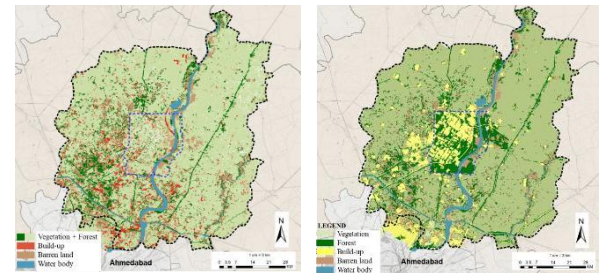 Vegetation + Forest
Build-up
Barren land
Water body
Ahmedabad
N
LEGEND
Vegetation
Forest
Build-up
Barren land
Water body
Ahmedabad
N